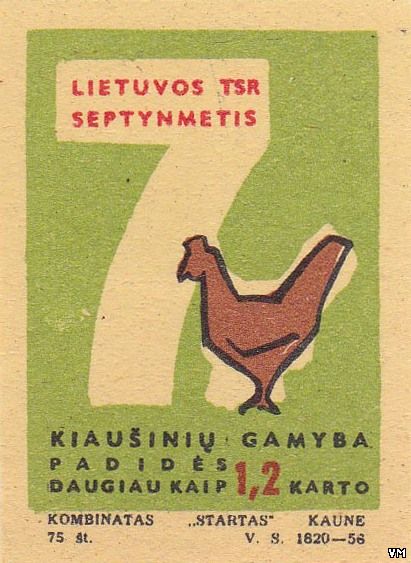 7
LIETUVOS TSR
SEPTYNMETIS
KIAUŠINIŲ GAMYBA
PADIDĖS
DAUGIAU KAIP 1,2 KARTO
KOMBINATAS „STARTAS" KAUNE
75 št. V. S. 1820—56
VM